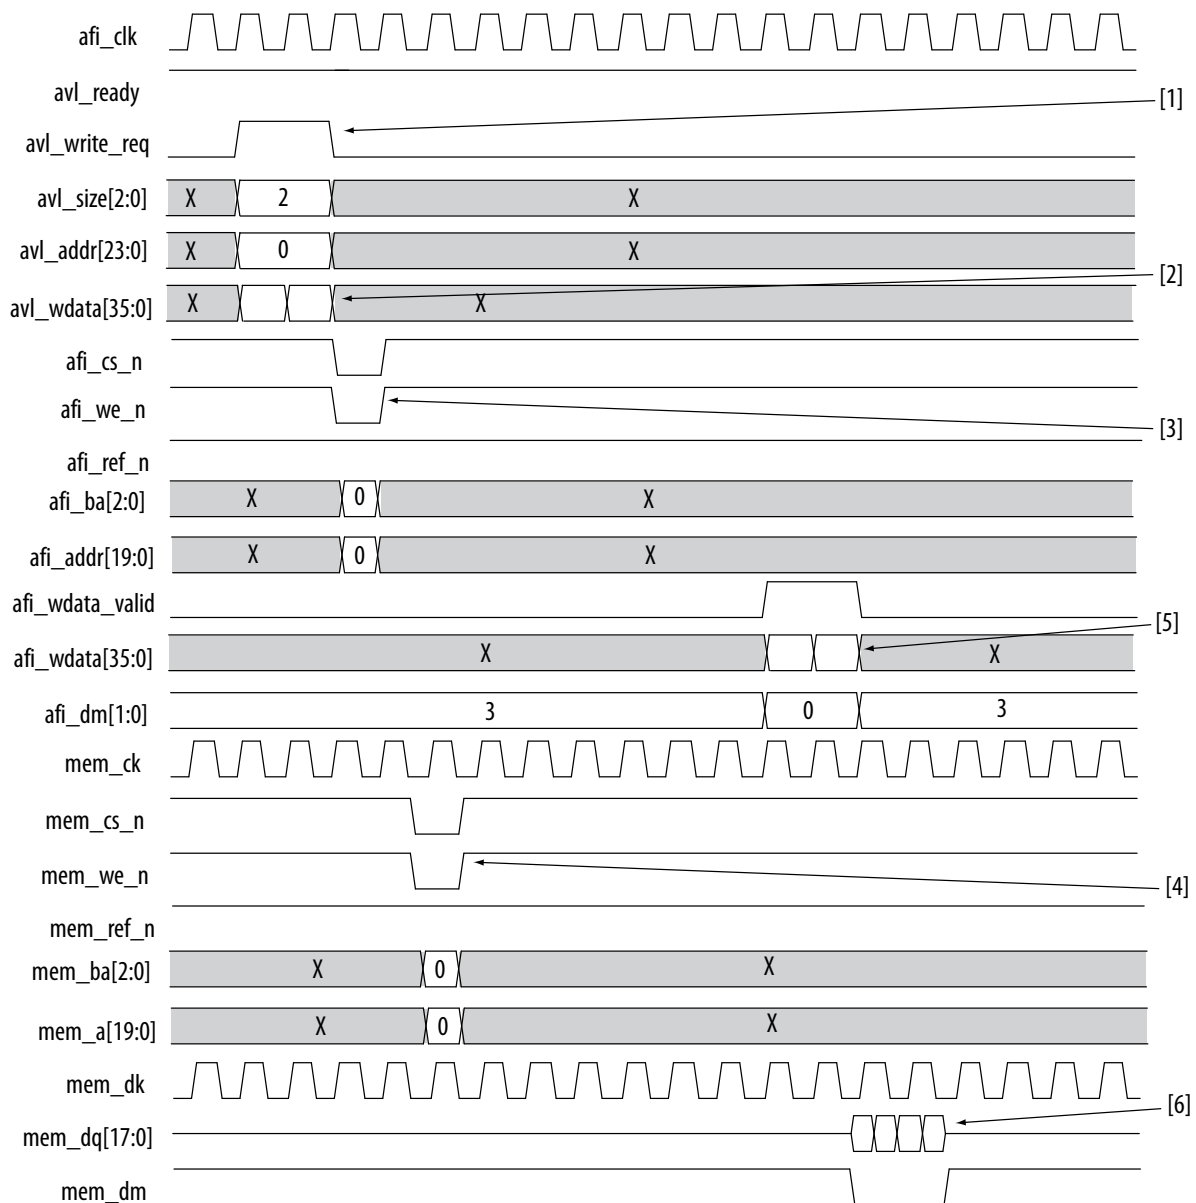 afi_clk
avl_ready
[1]
avl_write_req
avl_size[2:0] X 2 X
avl_addr[23:0] X 0 X
[2]
avl_wdata[35:0] X X
afi_cs_n
afi_we_n
[3]
afi_ref_n
afi_ba[2:0] X 0 X
afi_addr[19:0] X 0 X
afi_wdata_valid
[5]
afi_wdata[35:0] X X
afi_dm[1:0] 3 0 3
mem_ck
mem_cs_n
mem_we_n
[4]
mem_ref_n
mem_ba[2:0] X 0 X
mem_a[19:0] X 0 X
mem_dk
[6]
mem_dq[17:0]
mem_dm